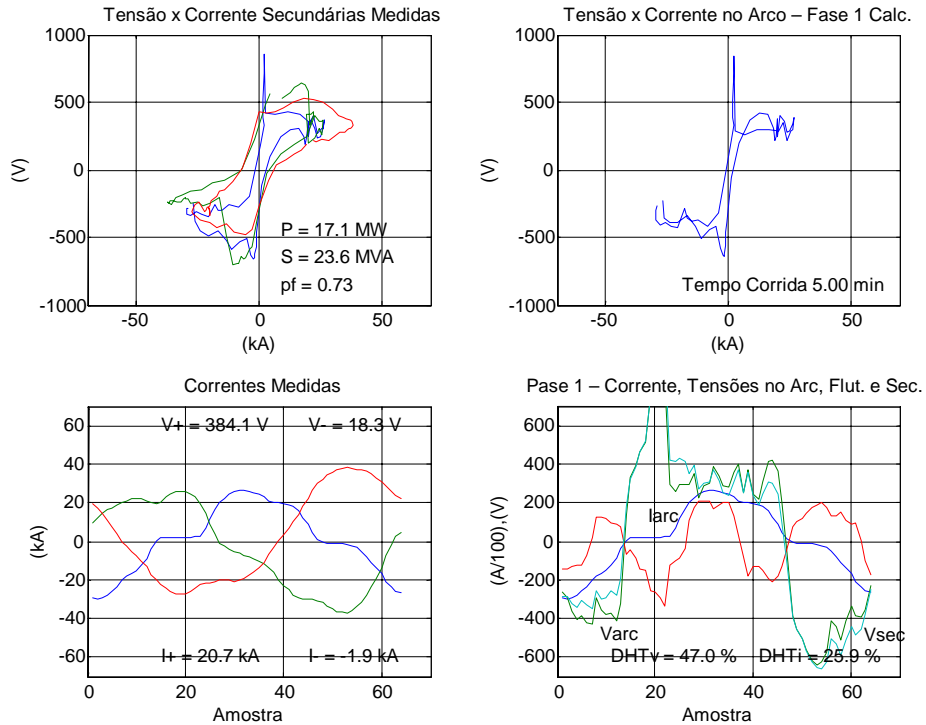 Tensão x Corrente Secundárias Medidas
1000
500
0
-500
-1000
(V)
P = 17.1 MW
S = 23.6 MVA
pf = 0.73
-50
0
50
(kA)
Tensão x Corrente no Arco – Fase 1 Calc.
1000
500
0
-500
-1000
(V)
Tempo Corrida 5.00 min
-50
0
50
(kA)
Correntes Medidas
60
40
20
0
-20
-40
-60
(kA)
V+ = 384.1 V
V- = 18.3 V
I+ = 20.7 kA
I- = -1.9 kA
0
20
40
60
Amostra
Pase 1 – Corrente, Tensões no Arc, Flut. e Sec.
600
400
200
0
-200
-400
-600
(A/100),(V)
Iarc
Varc
Vsec
DHTv = 47.0 %
DHTi = 25.9 %
0
20
40
60
Amostra